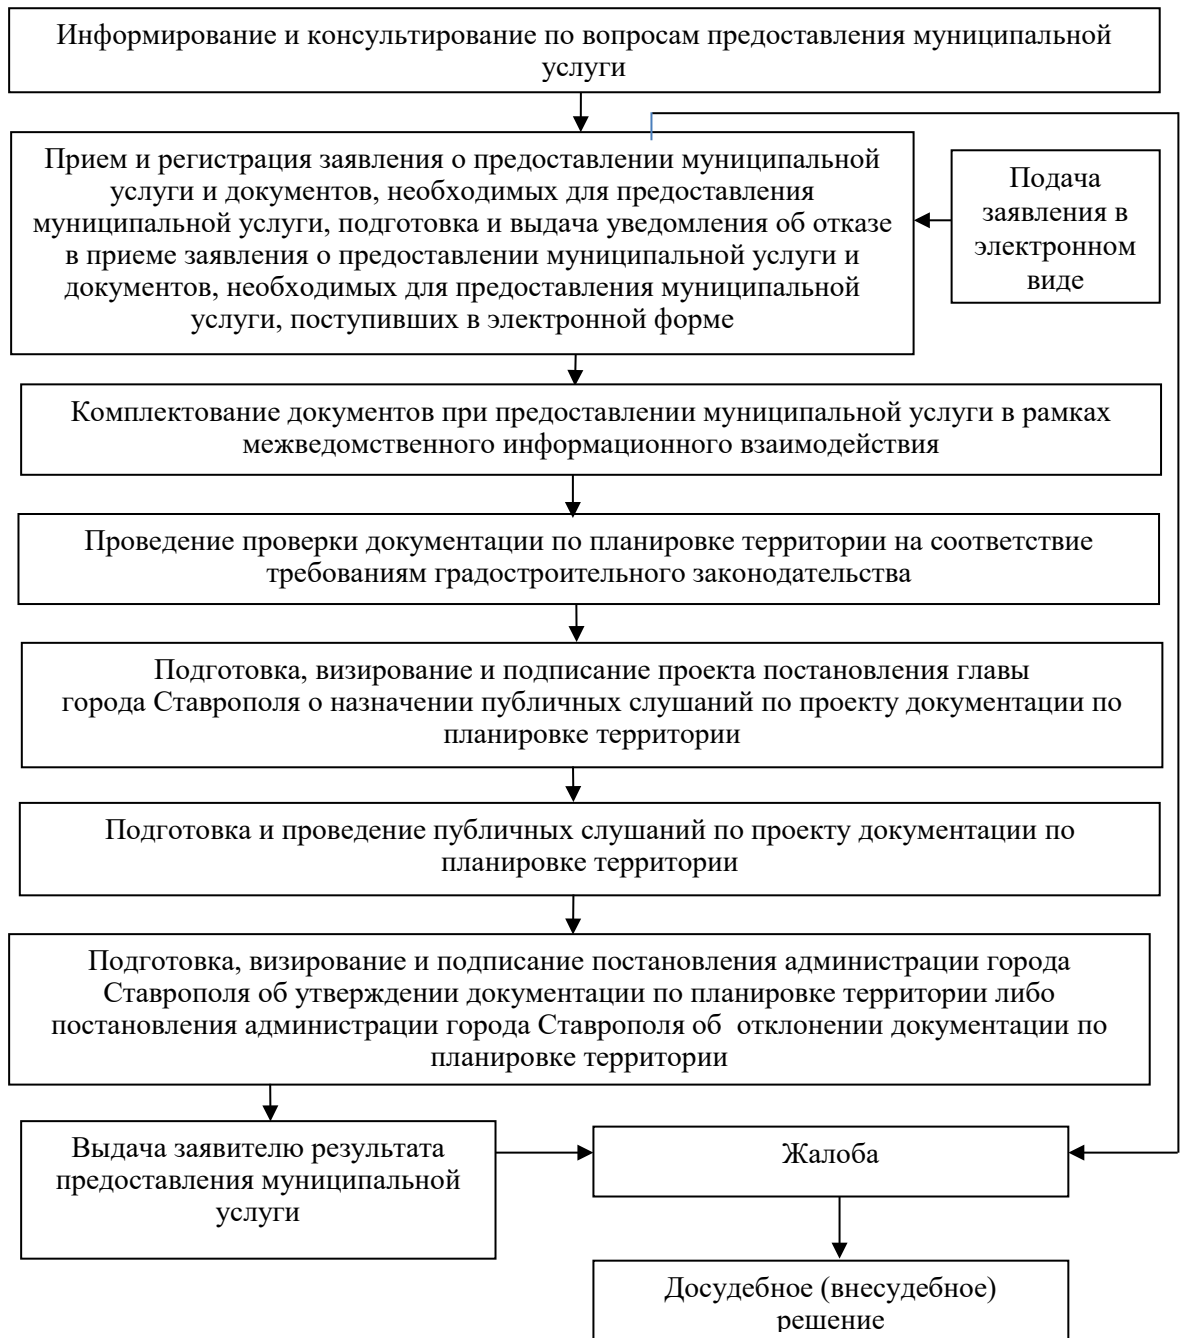 Информирование и консультирование по вопросам предоставления муниципальной
услуги
Прием и регистрация заявления о предоставлении муниципальной
услуги и документов, необходимых для предоставления
муниципальной услуги, подготовка и выдача уведомления об отказе
в приеме заявления о предоставлении муниципальной услуги и
документов, необходимых для предоставления муниципальной
услуги, поступивших в электронной форме
Подача
заявления в
электронном
виде
Комплектование документов при предоставлении муниципальной услуги в рамках
межведомственного информационного взаимодействия
Проведение проверки документации по планировке территории на соответствие
требованиям градостроительного законодательства
Подготовка, визирование и подписание проекта постановления главы
города Ставрополя о назначении публичных слушаний по проекту документации по
планировке территории
Подготовка и проведение публичных слушаний по проекту документации по
планировке территории
Подготовка, визирование и подписание постановления администрации города
Ставрополя об утверждении документации по планировке территории либо
постановления администрации города Ставрополя об  отклонении документации по
планировке территории
Выдача заявителю результата
предоставления муниципальной
услуги
Жалоба
Досудебное (внесудебное)
решение